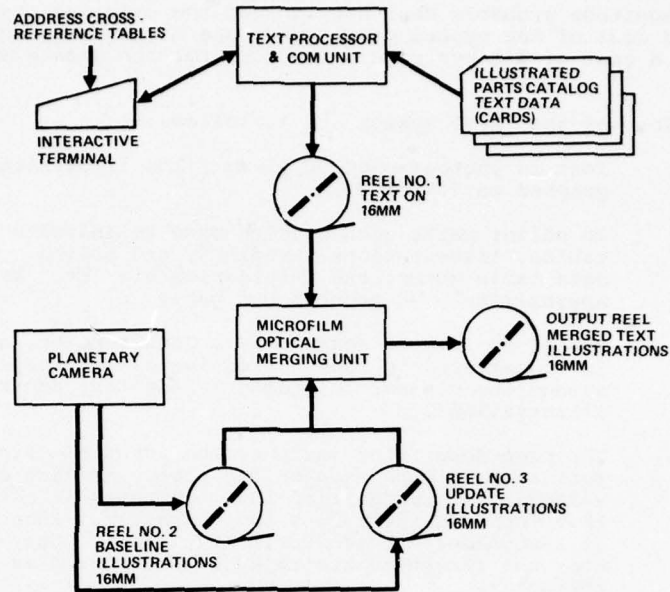 ADDRESS CROSS-
REFERENCE TABLES
TEXT PROCESSOR
& COM UNIT
ILLUSTRATED
PARTS CATALOG
TEXT DATA
(CARDS)
INTERACTIVE
TERMINAL
REEL NO. 1
TEXT ON
16MM
MICROFILM
OPTICAL
MERGING UNIT
OUTPUT REEL
MERGED TEXT
ILLUSTRATIONS
16MM
PLANETARY
CAMERA
REEL NO. 2
BASELINE
ILLUSTRATIONS
16MM
REEL NO. 3
UPDATE
ILLUSTRATIONS
16MM